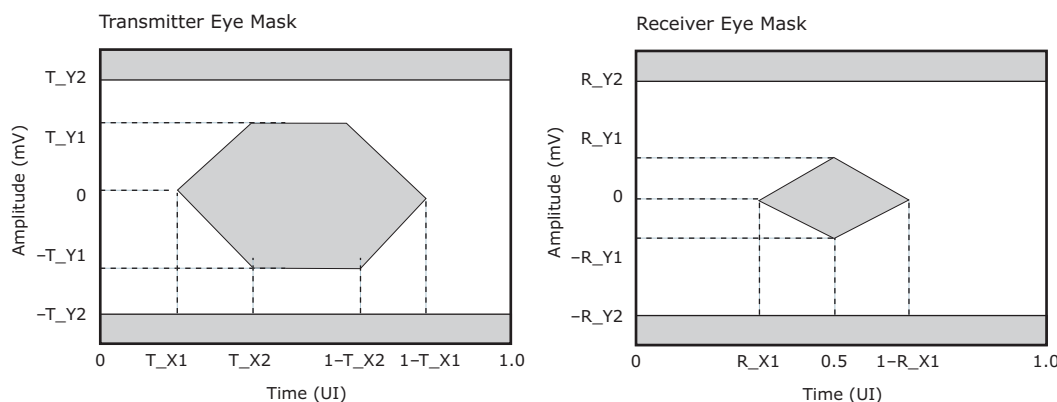 Transmitter Eye Mask
T_Y2
T_Y1
0
–T_Y1
–T_Y2
Amplitude (mV)
0 T_X1 T_X2 1–T_X2 1–T_X1 1.0
Time (UI)
Receiver Eye Mask
R_Y2
R_Y1
0
–R_Y1
–R_Y2
Amplitude (mV)
0 R_X1 0.5 1–R_X1 1.0
Time (UI)